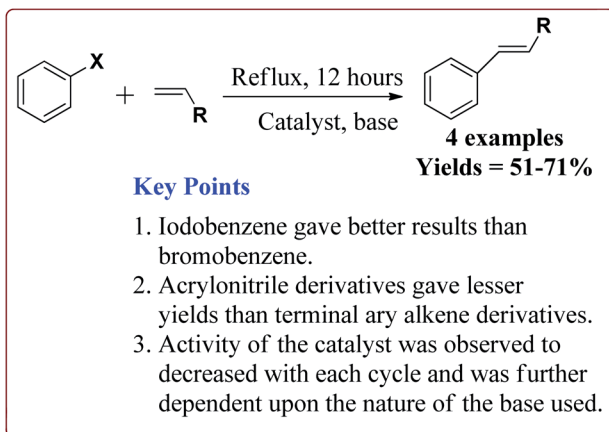 X
+
R
Reflux, 12 hours
Catalyst, base
R
4 examples
Yields = 51-71%
Key Points
1. Iodobenzene gave better results than
bromobenzene.
2. Acrylonitrile derivatives gave lesser
yields than terminal ary alkene derivatives.
3. Activity of the catalyst was observed to
decreased with each cycle and was further
dependent upon the nature of the base used.